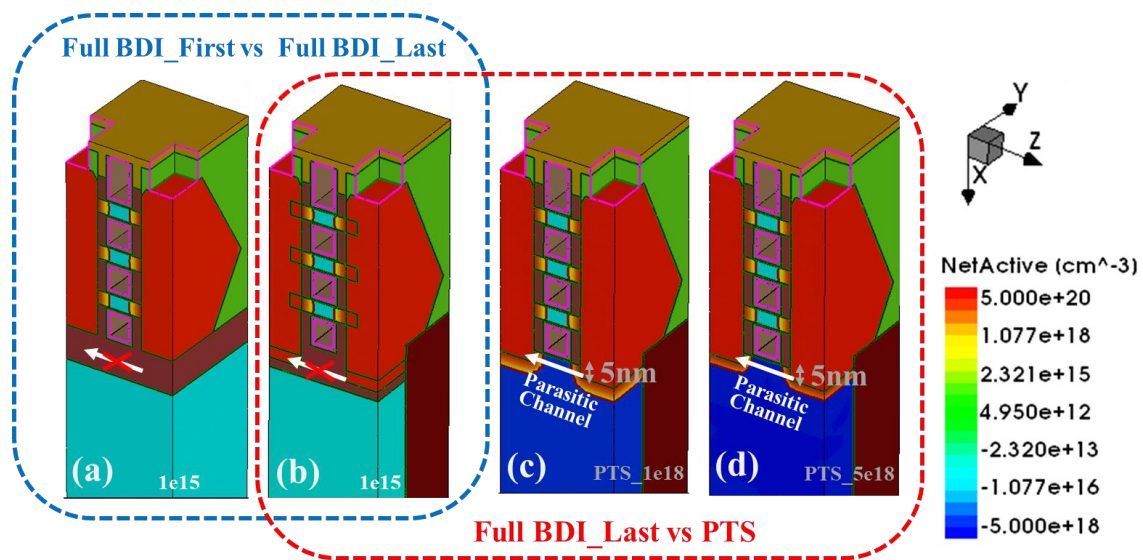 Full BDI_First vs Full BDI_Last
Y
Z
X
NetActive (cm^-3)
5.000e+20
1.077e+18
2.321e+15
4.950e+12
-2.320e+13
-1.077e+16
-5.000e+18
5nm
Parasitic
Channel
5nm
Parasitic
Channel
(a)
1e15
(b)
1e15
(c)
PTS_1e18
(d)
PTS_5e18
Full BDI_Last vs PTS